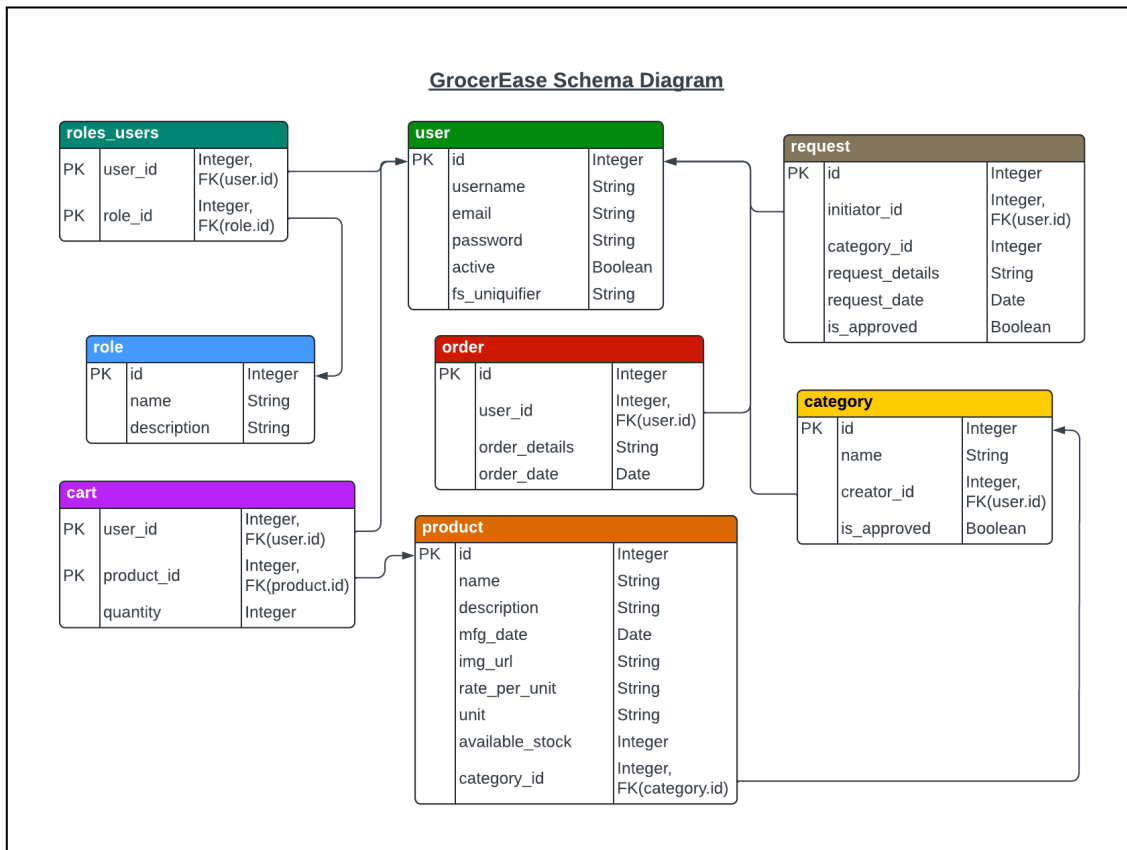 GrocerEase Schema Diagram
roles_users
PK user_id Integer,
FK(user.id)
PK role_id Integer,
FK(role.id)
user
PK id Integer
username String
email String
password String
active Boolean
fs_uniquifier String
request
PK id Integer
initiator_id Integer,
FK(user.id)
category_id Integer
request_details String
request_date Date
is_approved Boolean
role
PK id Integer
name String
description String
order
PK id Integer
user_id Integer,
FK(user.id)
order_details String
order_date Date
category
PK id Integer
name String
creator_id Integer,
FK(user.id)
is_approved Boolean
cart
PK user_id Integer,
FK(user.id)
PK product_id Integer,
FK(product.id)
quantity Integer
product
PK id Integer
name String
description String
mfg_date Date
img_url String
rate_per_unit String
unit String
available_stock Integer
category_id Integer,
FK(category.id)